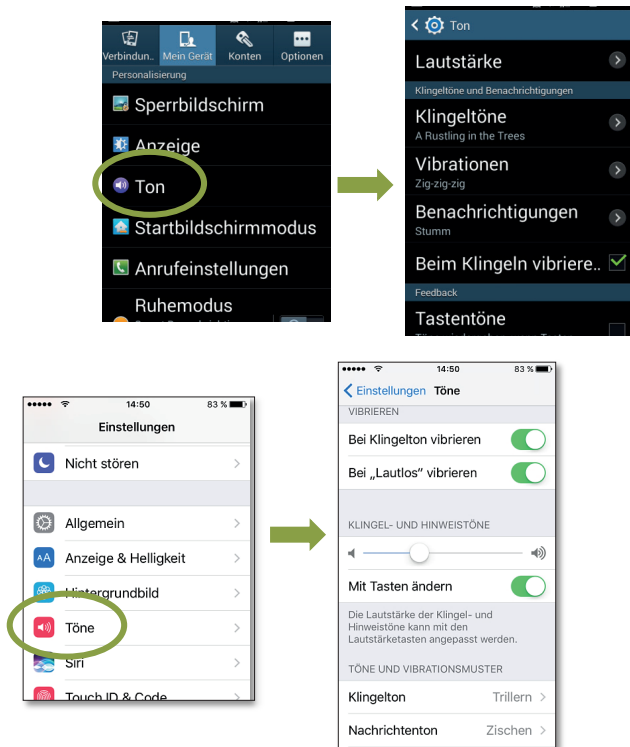 Verbindun.. Mein Gerät Konten Optionen
Personalisierung
Sperrbildschirm
Anzeige
Ton
Startbildschirmmodus
Anrufeinstellungen
Ruhemodus
Ton
Lautstärke
Klingeltöne und Benachrichtigungen
Klingeltöne
A Rustling in the Trees
Vibrationen
Zig-zig-zig
Benachrichtigungen
Stumm
Beim Klingeln vibriere..
Feedback
Tastentöne
14:50 83 %
Einstellungen
Nicht stören
Allgemein
AA Anzeige & Helligkeit
Hintergrundbild
Töne
Siri
Touch ID & Code
14:50 83 %
Einstellungen Töne
VIBRIEREN
Bei Klingelton vibrieren
Bei „Lautlos" vibrieren
KLINGEL- UND HINWEISTÖNE
Mit Tasten ändern
Die Lautstärke der Klingel- und
Hinweistöne kann mit den
Lautstärketasten angepasst werden.
TÖNE UND VIBRATIONSMUSTER
Klingelton Trillern
Nachrichtenton Zischen